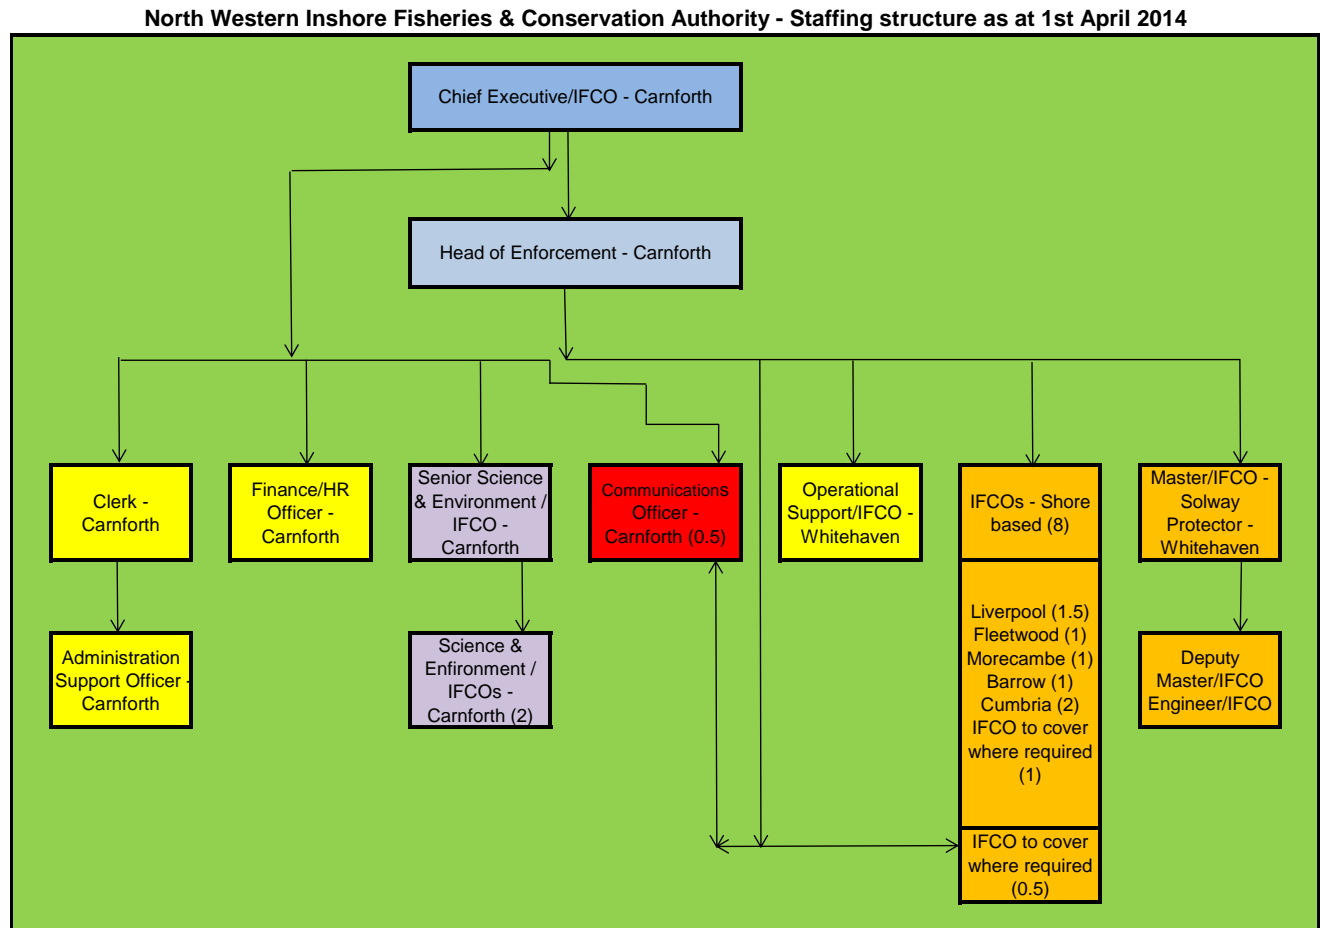 North Western Inshore Fisheries & Conservation Authority - Staffing structure as at 1st April 2014
Chief Executive/IFCO - Carnforth
Head of Enforcement - Carnforth
Clerk -
Carnforth
Finance/HR
Officer -
Carnforth
Senior Science
& Environment /
IFCO -
Carnforth
Communications
Officer -
Carnforth (0.5)
Operational
Support/IFCO -
Whitehaven
IFCOs - Shore
based (8)
Master/IFCO -
Solway
Protector -
Whitehaven
Administration
Support Officer -
Carnforth
Science &
Enfironment /
IFCOs -
Carnforth (2)
Liverpool (1.5)
Fleetwood (1)
Morecambe (1)
Barrow (1)
Cumbria (2)
IFCO to cover
where required
(1)
Deputy
Master/IFCO
Engineer/IFCO
IFCO to cover
where required
(0.5)